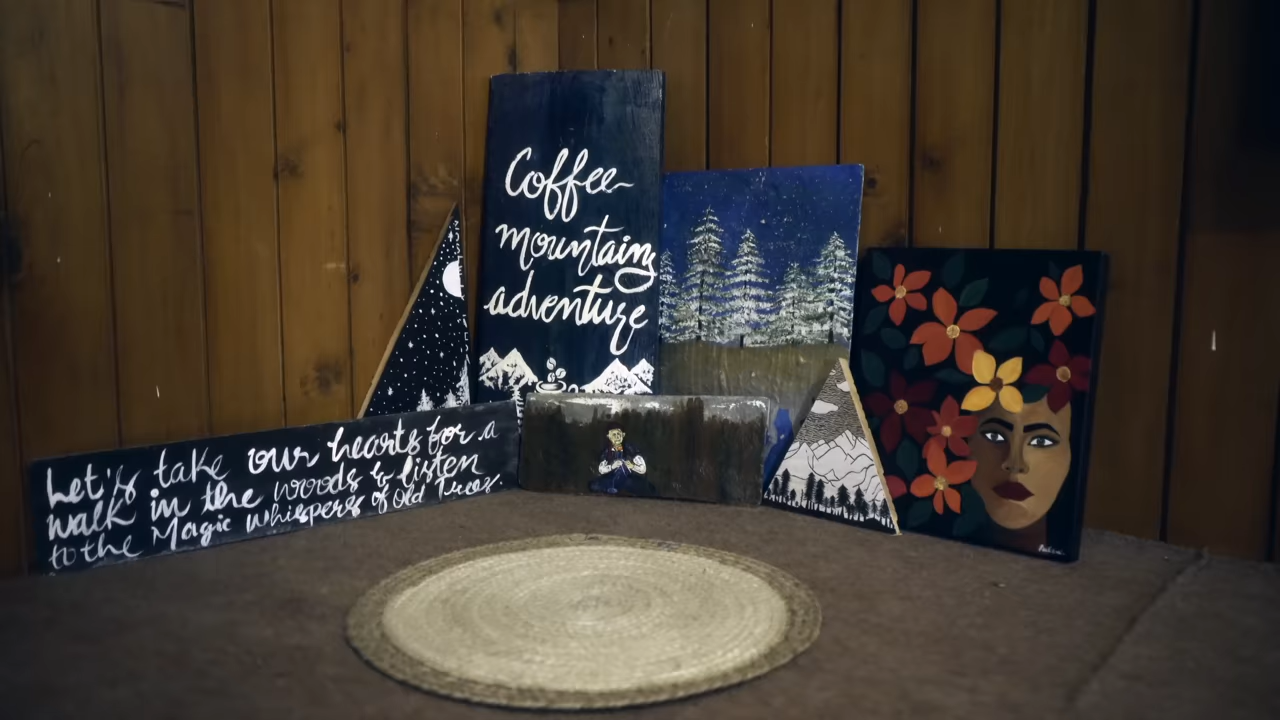 Coffee
mountains
adventure
Let's take our hearts for a
walk in the woods & listen
to the Magic whispers of old Trees.